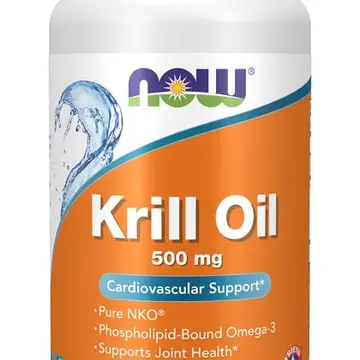 now
Krill Oil
500 mg
Cardiovascular Support*
•Pure NKO®
•Phospholipid-Bound Omega-3
•Supports Joint Health*